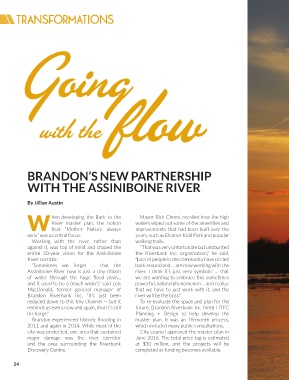 TRANSFORMATIONS
Going
with the flow
BRANDON'S NEW PARTNERSHIP
WITH THE ASSINIBOINE RIVER
By Jillian Austin
When developing the Back to the
River master plan, the notion
that "Mother Nature always
wins" was a central focus.
Working with the river, rather than
against it, was top of mind and shaped the
entire 20-year vision for the Assiniboine
River corridor.
"Sometimes we forget that the
Assiniboine River now is just a tiny ribbon
of water through the huge flood plain,
and it used to be (a much wider)," said Lois
MacDonald, former general manager of
Brandon Riverbank Inc. "It's just been
reduced down to this tiny channel — but it
reminds us every now and again, that it's still
in charge."
Brandon experienced historic flooding in
2011 and again in 2014. While most of the
city was protected, one area that sustained
major damage was the river corridor
and the area surrounding the Riverbank
Discovery Centre.
Mayor Rick Chrest recalled how the high
waters wiped out some of the amenities and
improvements that had been built over the
years, such as Eleanor Kidd Park and popular
walking trails.
"That was very unfortunate but undaunted
the Riverbank Inc. organization," he said.
"Lots of people in the community have circled
back around and ... are now working with the
river. I think it's just very symbolic ... that,
we are wanting to embrace this sometimes
powerful, natural phenomenon ... and realize
that we have to just work with it, and the
river will be the boss."
To re-evaluate the space and plan for the
future, Brandon Riverbank Inc. hired HTFC
Planning + Design to help develop the
master plan. It was an 18-month process,
which included many public consultations.
City council approved the master plan in
June 2016. The total price tag is estimated
at $30 million, and the projects will be
completed as funding becomes available.
24